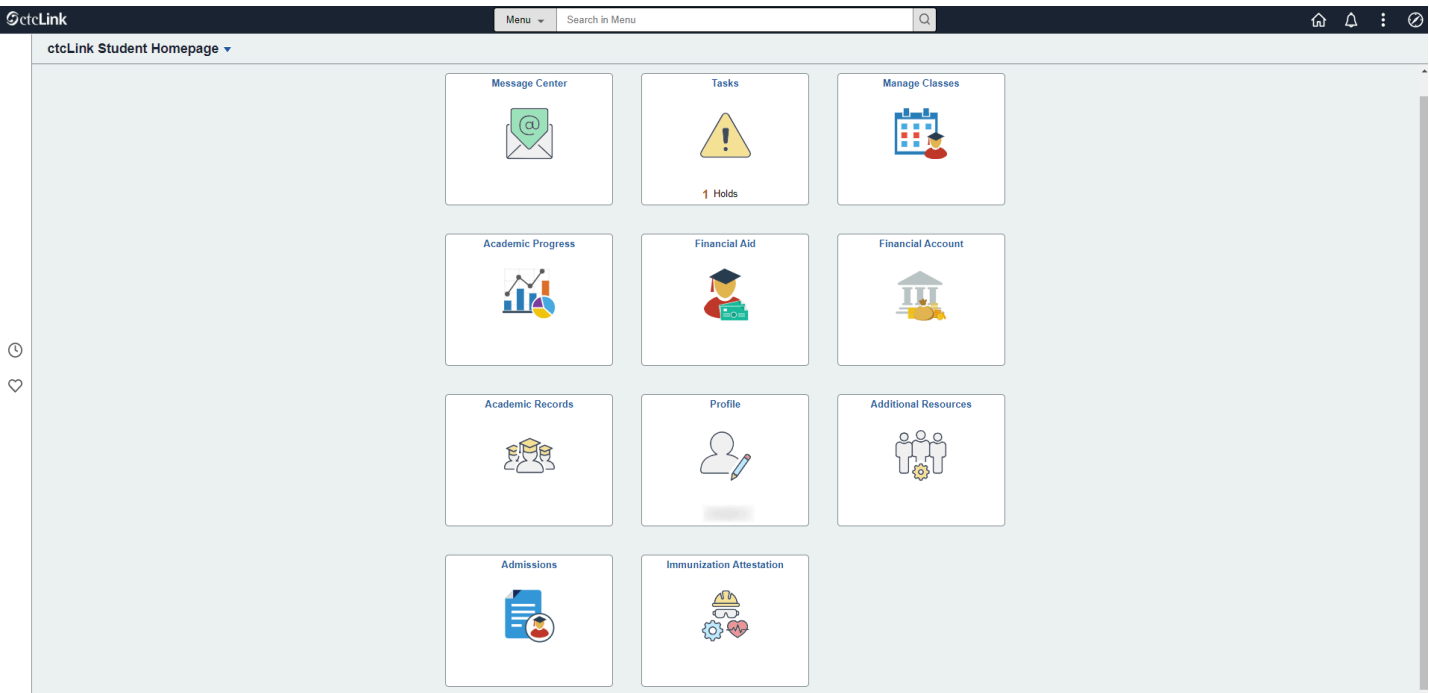 ctcLink
Menu
Search in Menu
ctcLink Student Homepage
Message Center
Tasks
Manage Classes
1 Holds
Academic Progress
Financial Aid
Financial Account
Academic Records
Profile
Additional Resources
Admissions
Immunization Attestation